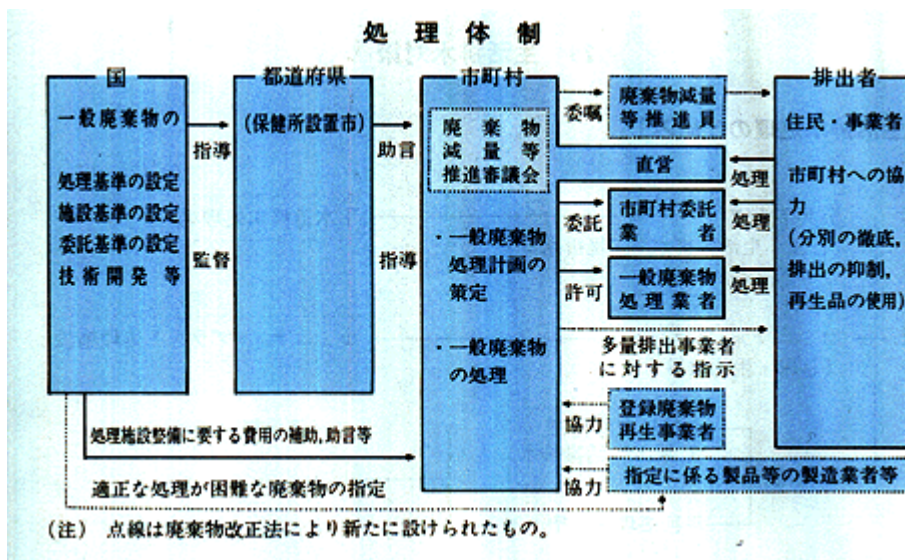 処理体制
国
一般廃棄物の
処理基準の設定
施設基準の設定
委託基準の設定
技術開発等
指導
監督
都道府県
(保健所設置市)
助言
指導
市町村
廃棄物
減量等
推進審議会
・一般廃棄物
処理計画の
策定
・一般廃棄物
の処理
委嘱
廃棄物減量
等推進員
直営
処理
委託
市町村委託
業者
処理
許可
一般廃棄物
処理業者
処理
多量排出事業者
に対する指示
協力
登録廃棄物
再生事業者
協力
指定に係る製品等の製造業者等
排出者
住民・事業者
市町村への協
力
(分別の徹底,
排出の抑制,
再生品の使用)
処理施設整備に要する費用の補助,助言等
適正な処理が困難な廃棄物の指定
(注) 点線は廃棄物改正法により新たに設けられたもの。